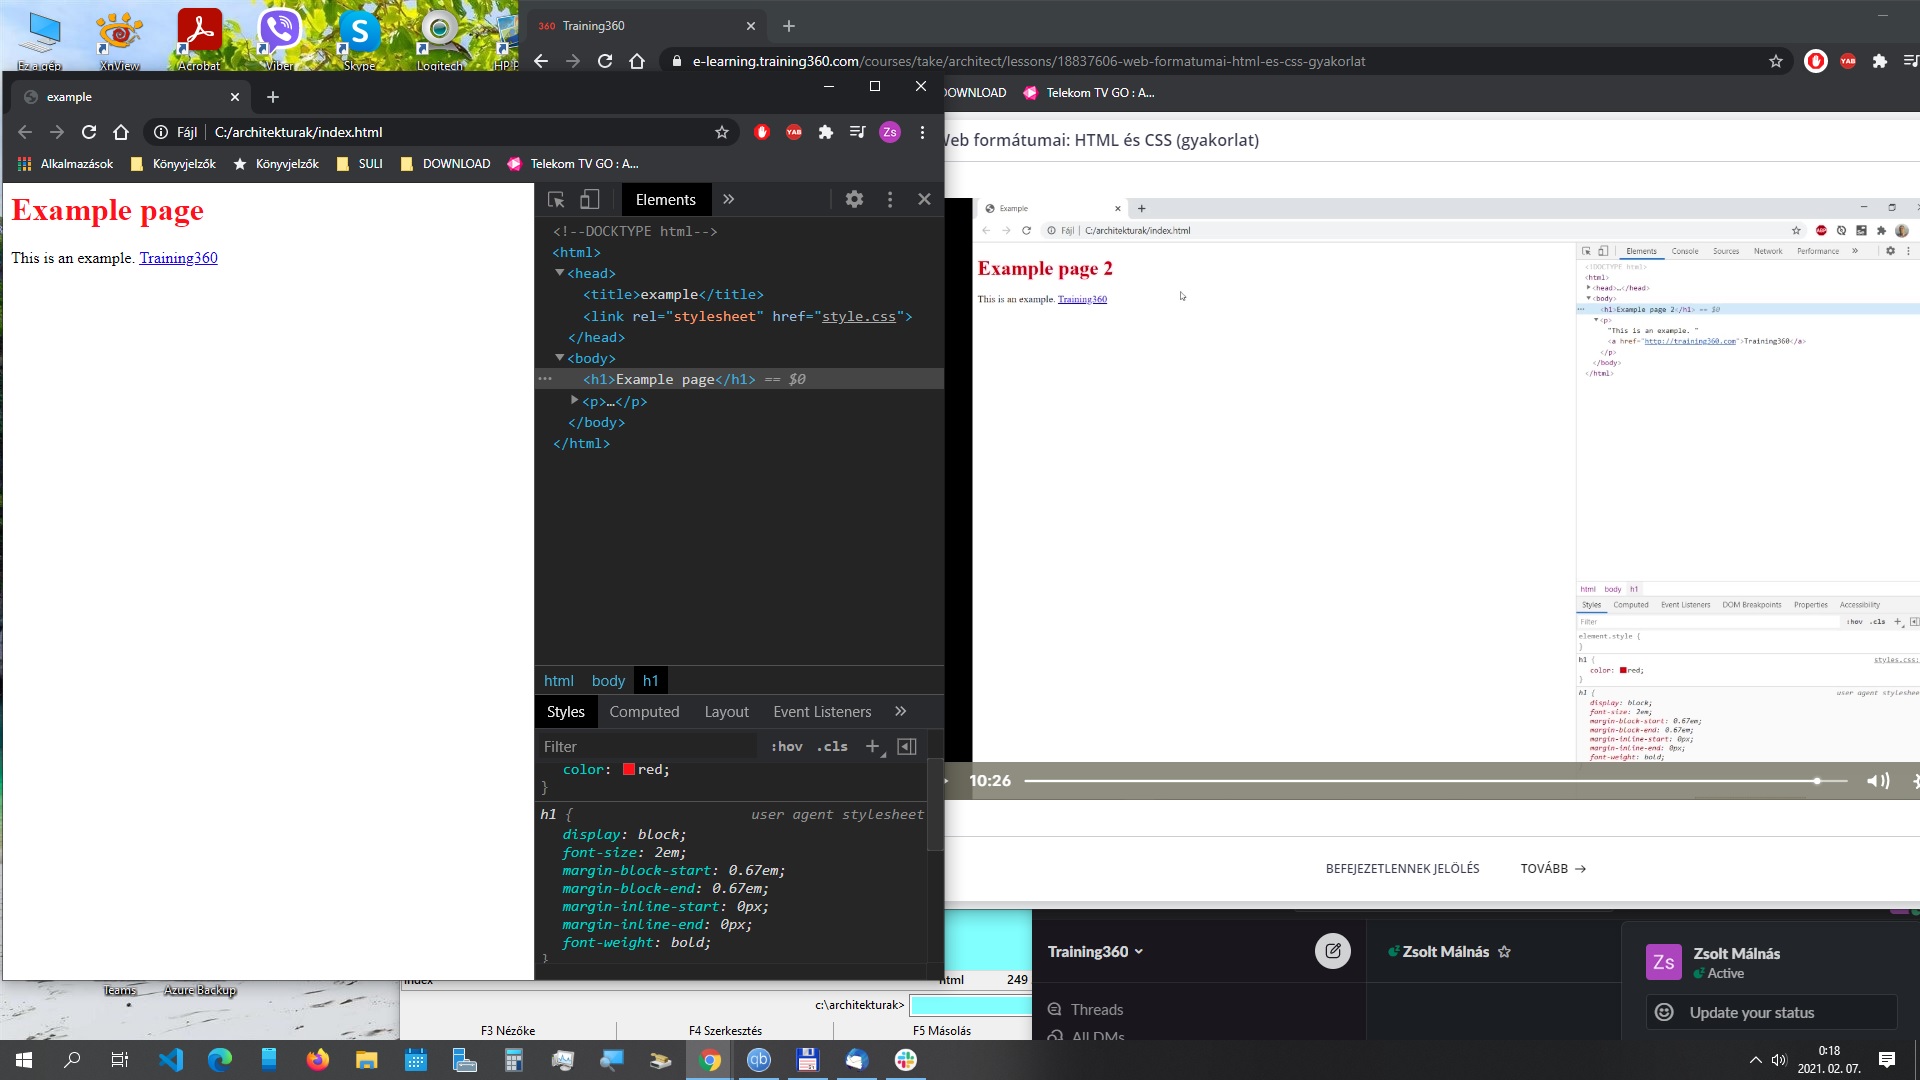 Ez a gép
XnView
Acrobat
Viber
Skype
Logitech
HP P
360 Training360
e-learning.training360.com/courses/take/architect/lessons/18837606-web-formatumai-html-es-css-gyakorlat
YAB
DOWNLOAD
Telekom TV GO : A...
example
Fájl
C:/architekturak/index.html
YAB
Zs
Alkalmazások
Könyvjelzők
Könyvjelzők
SULI
DOWNLOAD
Telekom TV GO : A...
Example page
This is an example. Training360
Elements
<!--DOCKTYPE html-->
<html>
<head>
<title>example</title>
<link rel="stylesheet" href="style.css">
</head>
<body>
<h1>Example page</h1> == $0
<p>…</p>
</body>
</html>
html body h1
Styles Computed Layout Event Listeners
Filter :hov .cls
color: red;
}
h1 { user agent stylesheet
display: block;
font-size: 2em;
margin-block-start: 0.67em;
margin-block-end: 0.67em;
margin-inline-start: 0px;
margin-inline-end: 0px;
font-weight: bold;
}
Web formátumai: HTML és CSS (gyakorlat)
Example
Fájl C:/architekturak/index.html
Example page 2
This is an example. Training360
Elements Console Sources Network Performance
<!DOCTYPE html>
<html>
<head>…</head>
<body>
<h1>Example page 2</h1> == $0
<p>
"This is an example. "
<a href="http://training360.com">Training360</a>
</p>
</body>
</html>
html body h1
Styles Computed Event Listeners DOM Breakpoints Properties Accessibility
Filter :hov .cls
element.style {
}
h1 { styles.css:
color: red;
}
h1 { user agent styleshee
display: block;
font-size: 2em;
margin-block-start: 0.67em;
margin-block-end: 0.67em;
margin-inline-start: 0px;
margin-inline-end: 0px;
font-weight: bold;
10:26
BEFEJEZETLENNEK JELÖLÉS
TOVÁBB
Teams
Azure Backup
index html 249
c:\architekturak>
F3 Nézőke F4 Szerkesztés F5 Másolás
Training360
Threads
All DMs
Zsolt Málnás
Zs
Zsolt Málnás
Active
Update your status
qb
0:18
2021. 02. 07.